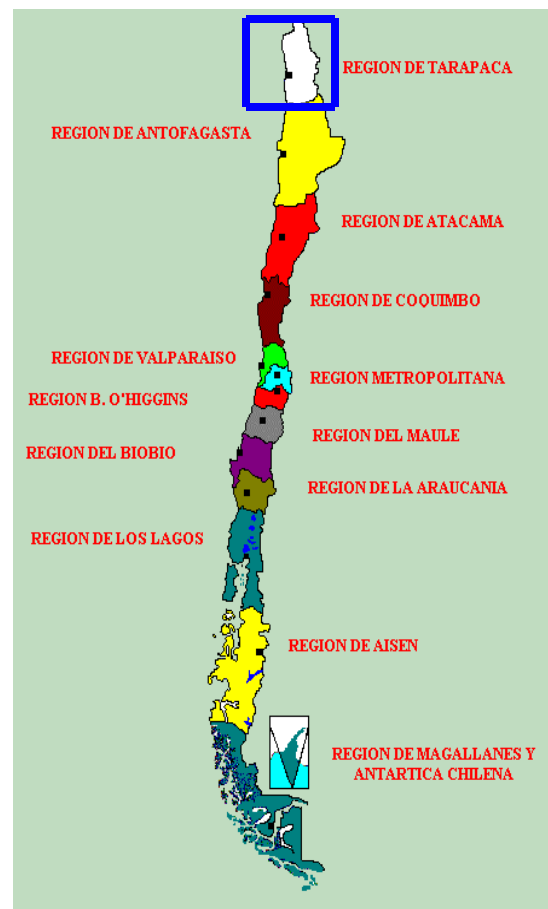 REGION DE TARAPACA
REGION DE ANTOFAGASTA
REGION DE ATACAMA
REGION DE COQUIMBO
REGION DE VALPARAISO
REGION METROPOLITANA
REGION B. O'HIGGINS
REGION DEL MAULE
REGION DEL BIOBIO
REGION DE LA ARAUCANIA
REGION DE LOS LAGOS
REGION DE AISEN
REGION DE MAGALLANES Y
ANTARTICA CHILENA